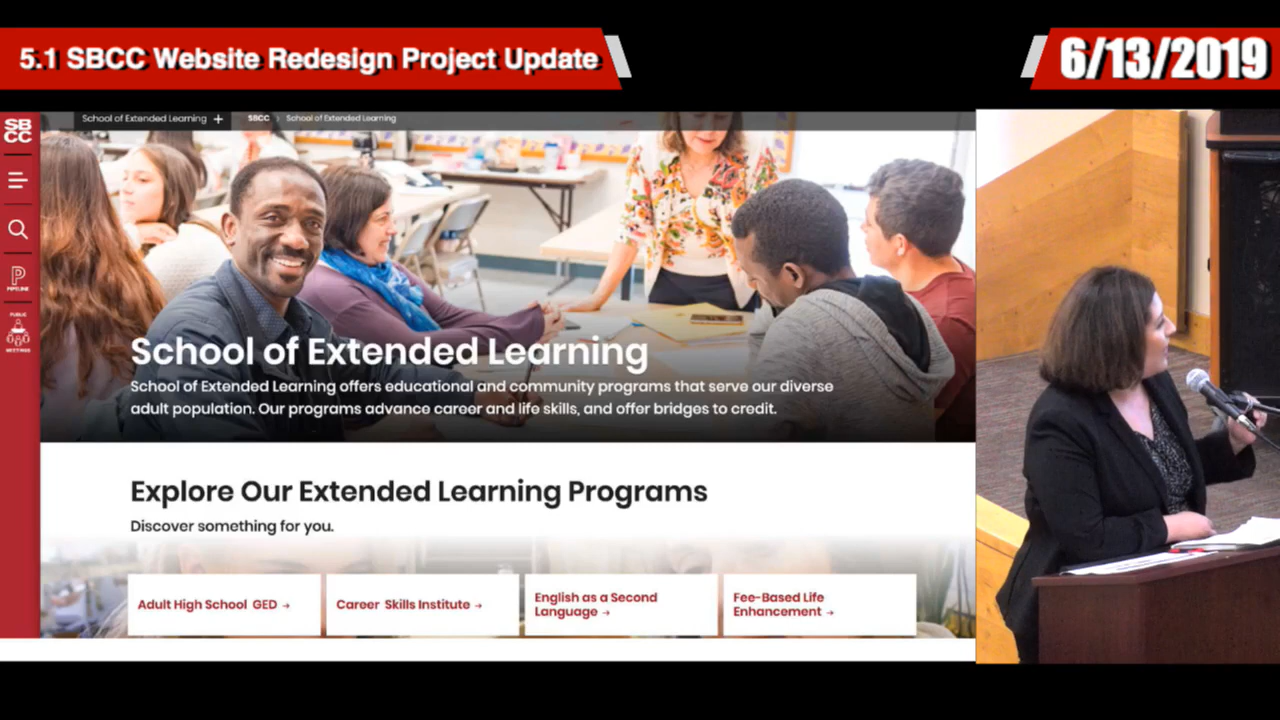 5.1 SBCC Website Redesign Project Update
6/13/2019
SB
CC
School of Extended Learning +
SBCC > School of Extended Learning
PIPELINE
PUBLIC
MEETINGS
School of Extended Learning
School of Extended Learning offers educational and community programs that serve our diverse
adult population. Our programs advance career and life skills, and offer bridges to credit.
Explore Our Extended Learning Programs
Discover something for you.
Adult High School GED →
Career Skills Institute →
English as a Second
Language →
Fee-Based Life
Enhancement →